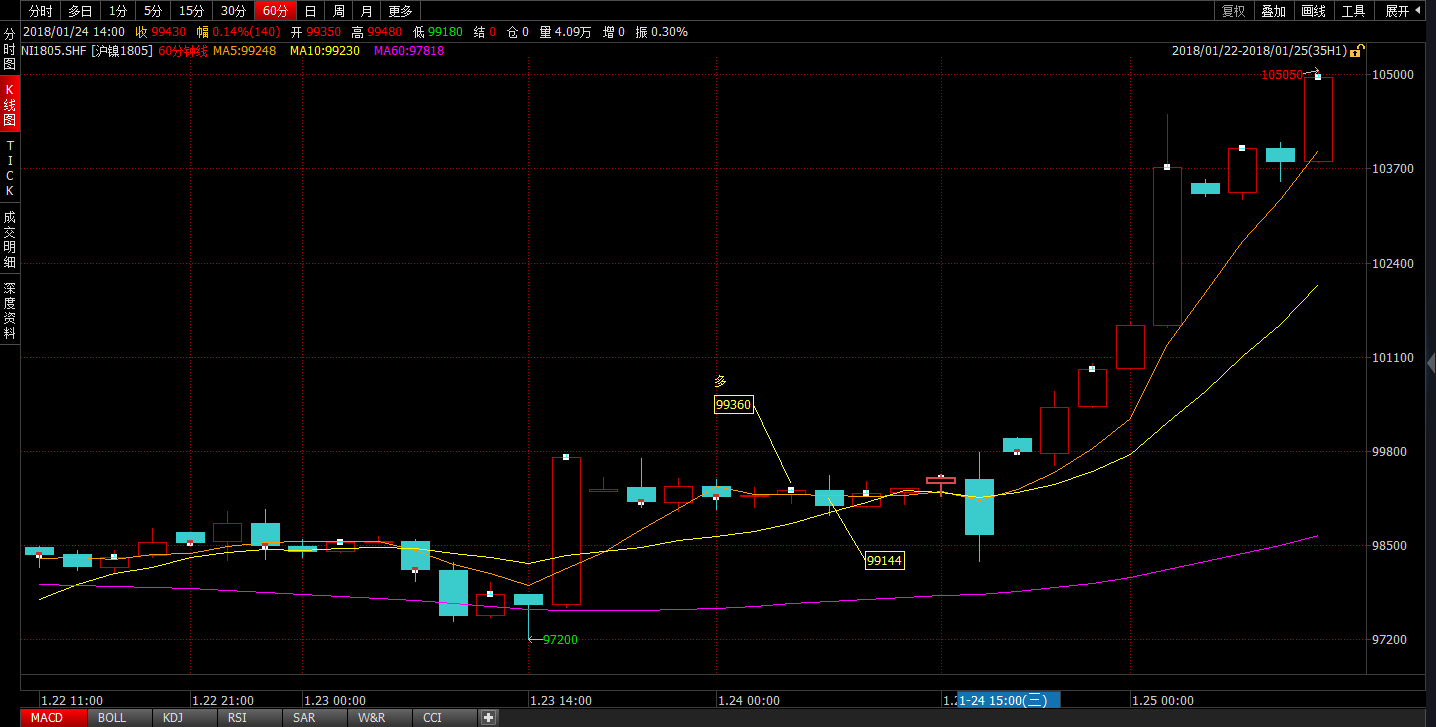 分时 多日 1分 5分 15分 30分 60分 日 周 月 更多 复权 叠加 画线 工具 展开
2018/01/24 14:00 收 99430 幅 0.14%(140) 开 99350 高 99480 低 99180 结 0 仓 0 量 4.09万 增 0 振 0.30%
NI1805.SHF [沪镍1805] 60分钟线 MA5:99248 MA10:99230 MA60:97818 2018/01/22-2018/01/25(35H1)
分时图
K线图
TICK
成交明细
深度资料
105050
105000
103700
102400
101100
多
99360
99800
99144
98500
97200
97200
1.22 11:00 1.22 21:00 1.23 00:00 1.23 14:00 1.24 00:00 1.2 1-24 15:00(三) 1.25 00:00
MACD BOLL KDJ RSI SAR W&R CCI